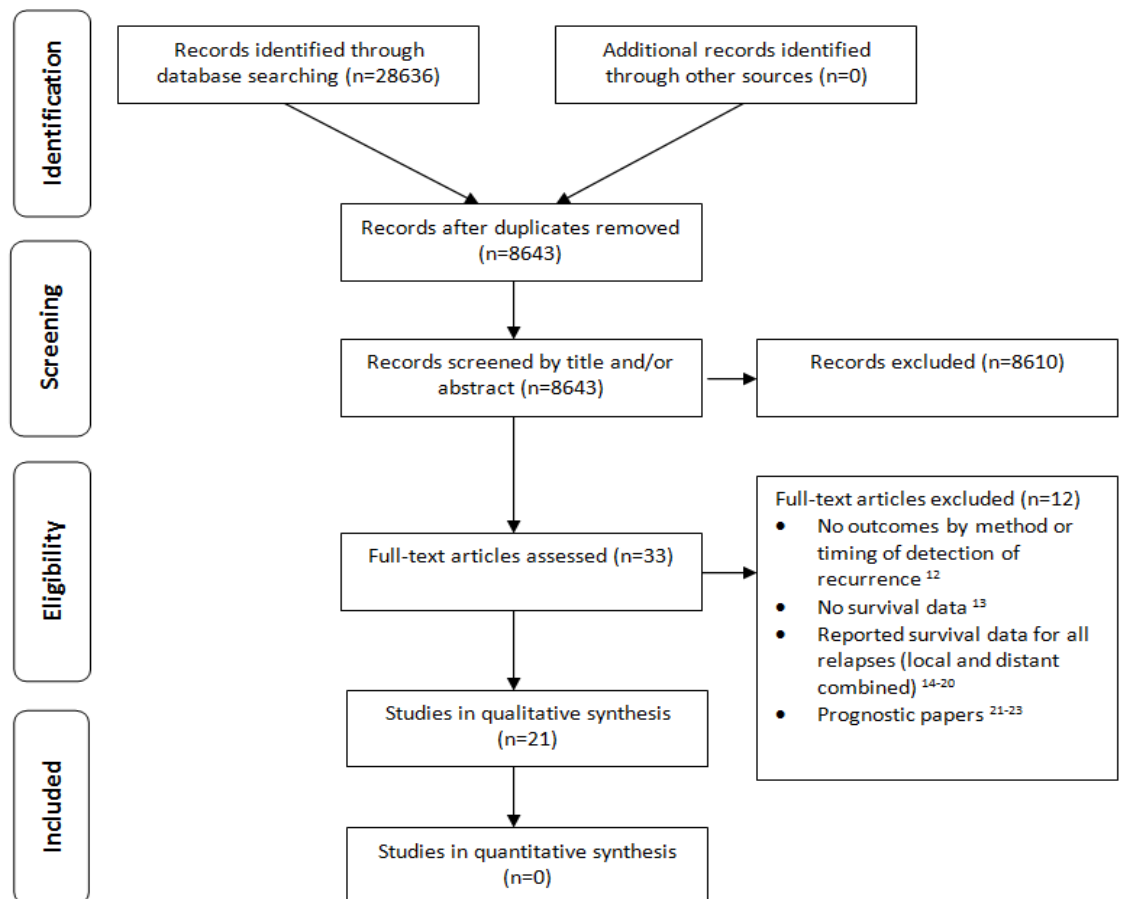 Identification
Records identified through
database searching (n=28636)
Additional records identified
through other sources (n=0)
Records after duplicates removed
(n=8643)
Screening
Records screened by title and/or
abstract (n=8643)
Records excluded (n=8610)
Eligibility
Full-text articles assessed (n=33)
Full-text articles excluded (n=12)
• No outcomes by method or
timing of detection of
recurrence 12
• No survival data 13
• Reported survival data for all
relapses (local and distant
combined) 14-20
• Prognostic papers 21-23
Included
Studies in qualitative synthesis
(n=21)
Studies in quantitative synthesis
(n=0)